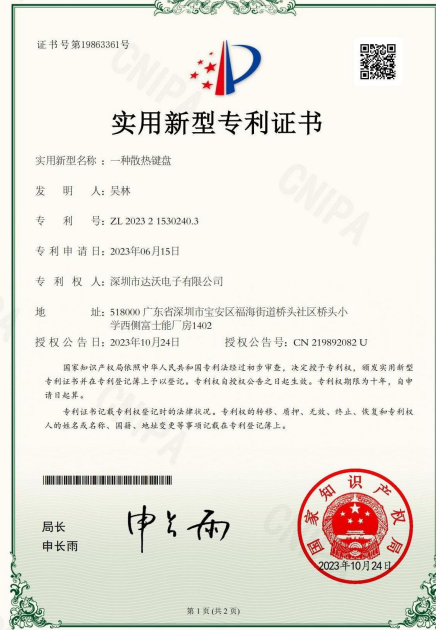 证书号第19863361号
CNIPA
实用新型专利证书
实用新型名称：一种散热键盘
发明人：吴林
专利号：ZL 2023 2 1530240.3
专利申请日：2023年06月15日
专利权人：深圳市达沃电子有限公司
地址：518000 广东省深圳市宝安区福海街道桥头社区桥头小
学西侧富士能厂房1402
授权公告日：2023年10月24日 授权公告号：CN 219892082 U
国家知识产权局依照中华人民共和国专利法经过初步审查，决定授予专利权，颁发实用新型
专利证书并在专利登记簿上予以登记。专利权自授权公告之日起生效。专利权期限为十年，自申
请日起算。
专利证书记载专利权登记时的法律状况。专利权的转移、质押、无效、终止、恢复和专利权
人的姓名或名称、国籍、地址变更等事项记载在专利登记簿上。
局长
申长雨
申长雨
国家知识产权局
2023年10月24日
第 1 页 (共 2 页)